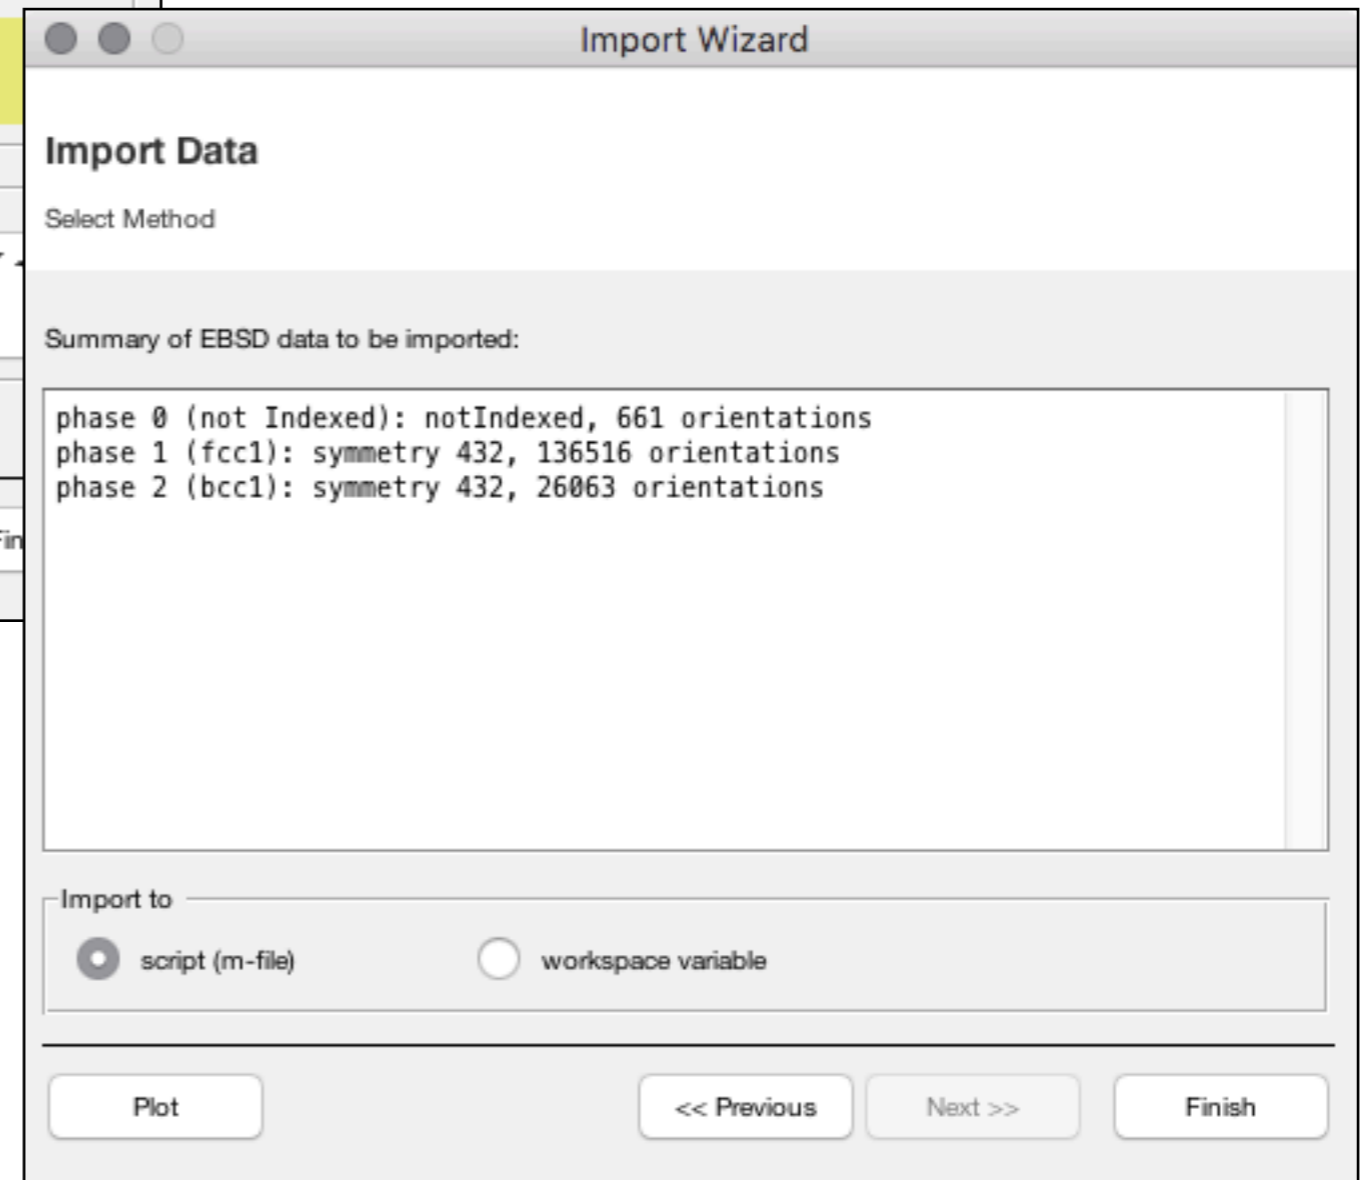 Import Wizard
Import Data
Select Method
Summary of EBSD data to be imported:
phase 0 (not Indexed): notIndexed, 661 orientations
phase 1 (fcc1): symmetry 432, 136516 orientations
phase 2 (bcc1): symmetry 432, 26063 orientations
Import to
script (m-file) workspace variable
Plot << Previous Next >> Finish